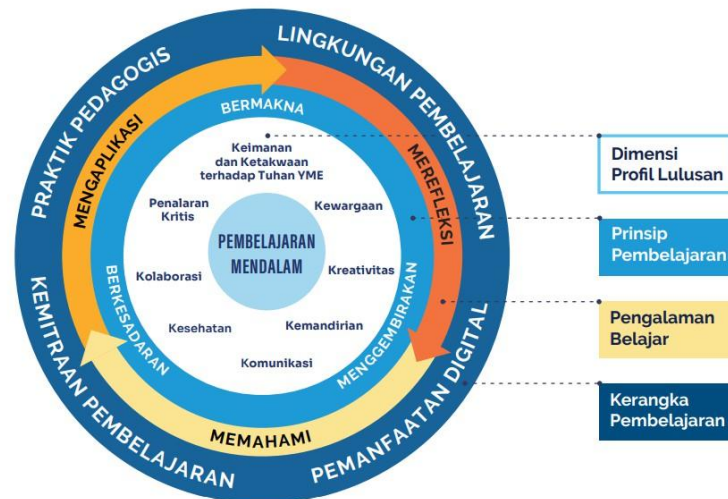 PRAKTIK PEDAGOGIS
LINGKUNGAN PEMBELAJARAN
MENGAPLIKASI
BERMAKNA
MEREFLEKSI
Keimanan
dan Ketakwaan
terhadap Tuhan YME
Penalaran
Kritis
Kewargaan
PEMBELAJARAN
MENDALAM
Kolaborasi
Kreativitas
Kesehatan
Kemandirian
Komunikasi
BERKESADARAN
MENGGEMBIRAKAN
MEMAHAMI
KEMITRAAN PEMBELAJARAN
PEMANFAATAN DIGITAL
Dimensi
Profil Lulusan
Prinsip
Pembelajaran
Pengalaman
Belajar
Kerangka
Pembelajaran